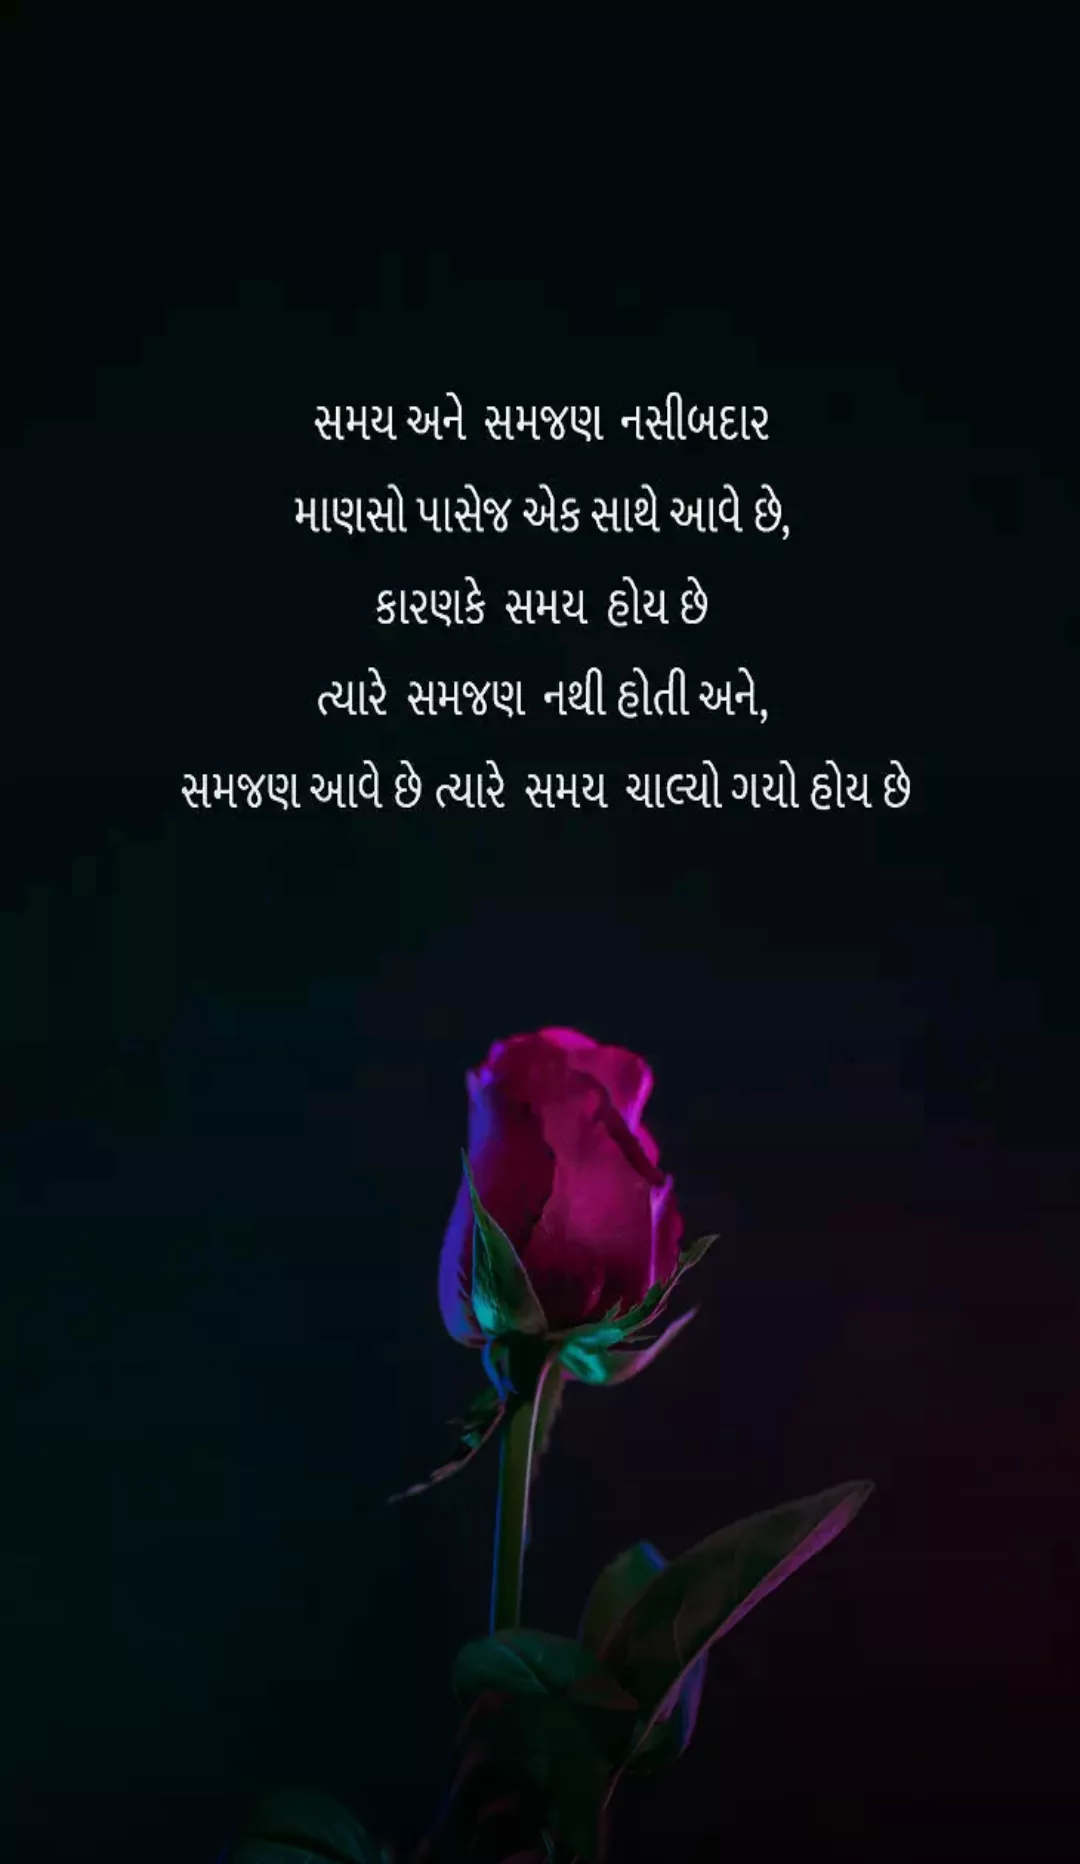 સમય અને સમજણ નસીબદાર
માણસો પાસેજ એક સાથે આવે છે,
કારણકે સમય હોય છે
ત્યારે સમજણ નથી હોતી અને,
સમજણ આવે છે ત્યારે સમય ચાલ્યો ગયો હોય છે